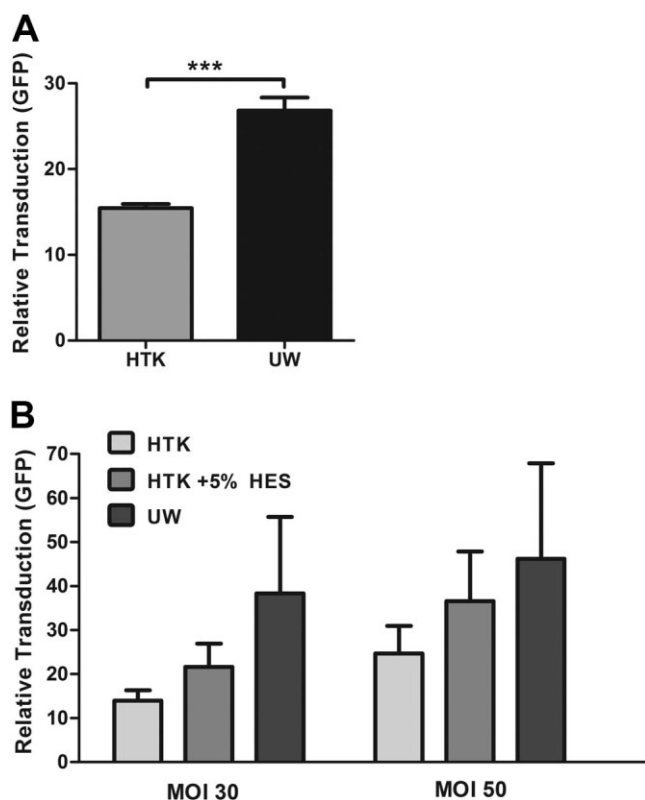 A
***
Relative Transduction (GFP)
30
20
10
0
HTK
UW
B
HTK
HTK +5% HES
UW
Relative Transduction (GFP)
70
60
50
40
30
20
10
0
MOI 30
MOI 50